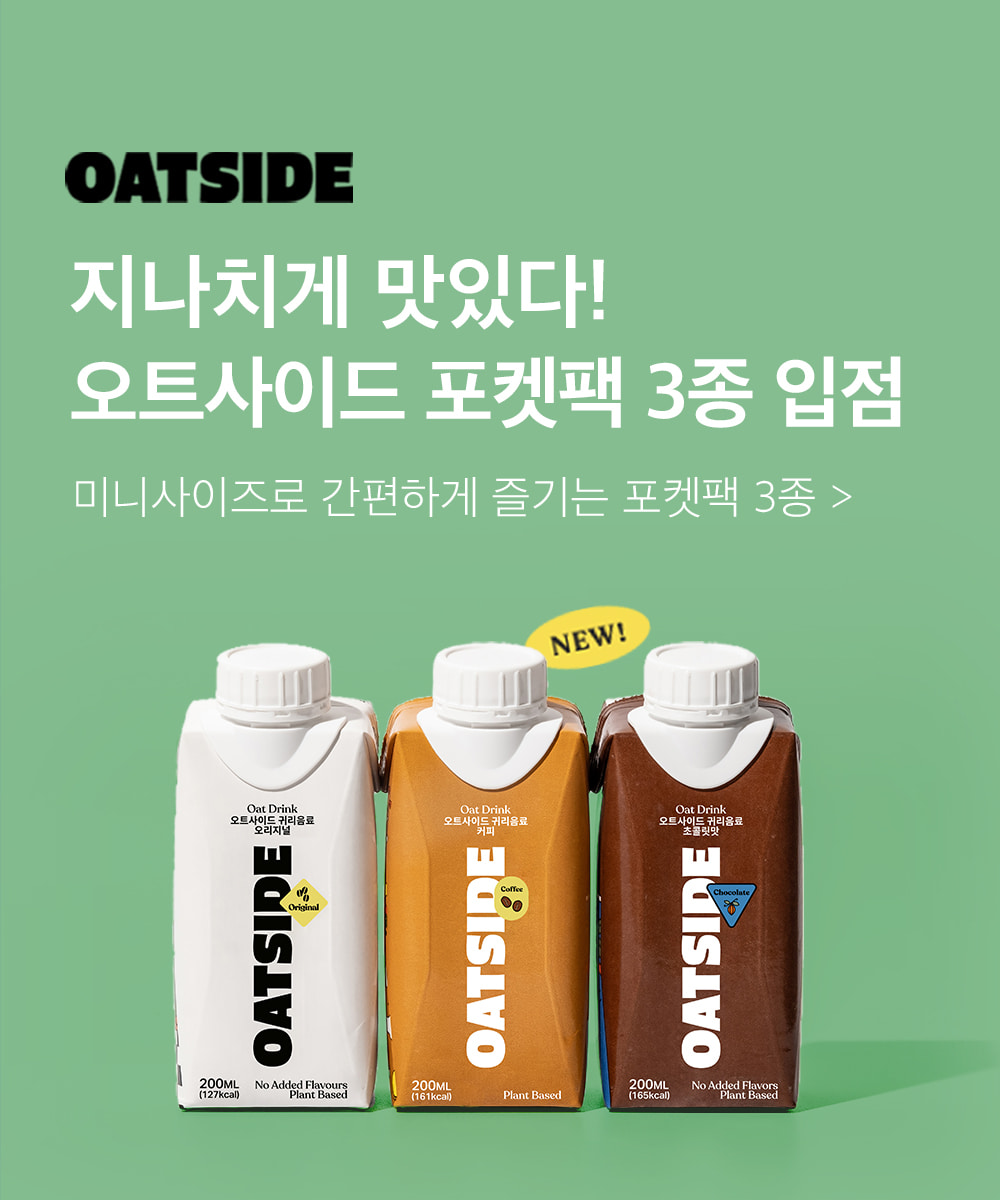 OATSIDE
지나치게 맛있다!
오트사이드 포켓팩 3종 입점
미니사이즈로 간편하게 즐기는 포켓팩 3종 >
NEW!
Oat Drink
오트사이드 귀리음료
오리지널
OATSIDE
Original
200ML
(127kcal)
No Added Flavours
Plant Based
Oat Drink
오트사이드 귀리음료
커피
OATSIDE
Coffee
200ML
(161kcal)
Plant Based
Oat Drink
오트사이드 귀리음료
초콜릿맛
OATSIDE
Chocolate
200ML
(165kcal)
No Added Flavors
Plant Based